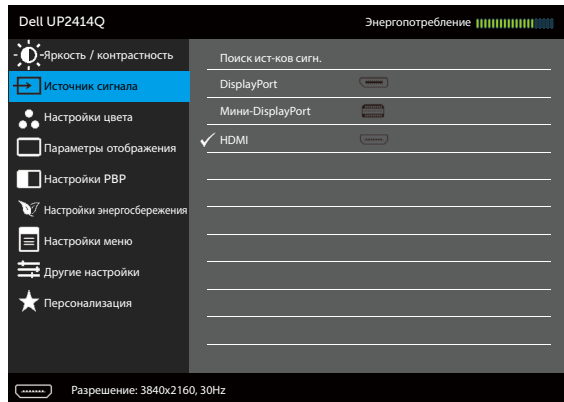 Dell UP2414Q
Энергопотребление
Яркость / контрастность
Источник сигнала
Настройки цвета
Параметры отображения
Настройки PBP
Настройки энергосбережения
Настройки меню
Другие настройки
Персонализация
Поиск ист-ков сигн.
DisplayPort
Мини-DisplayPort
HDMI
Разрешение: 3840x2160, 30Hz